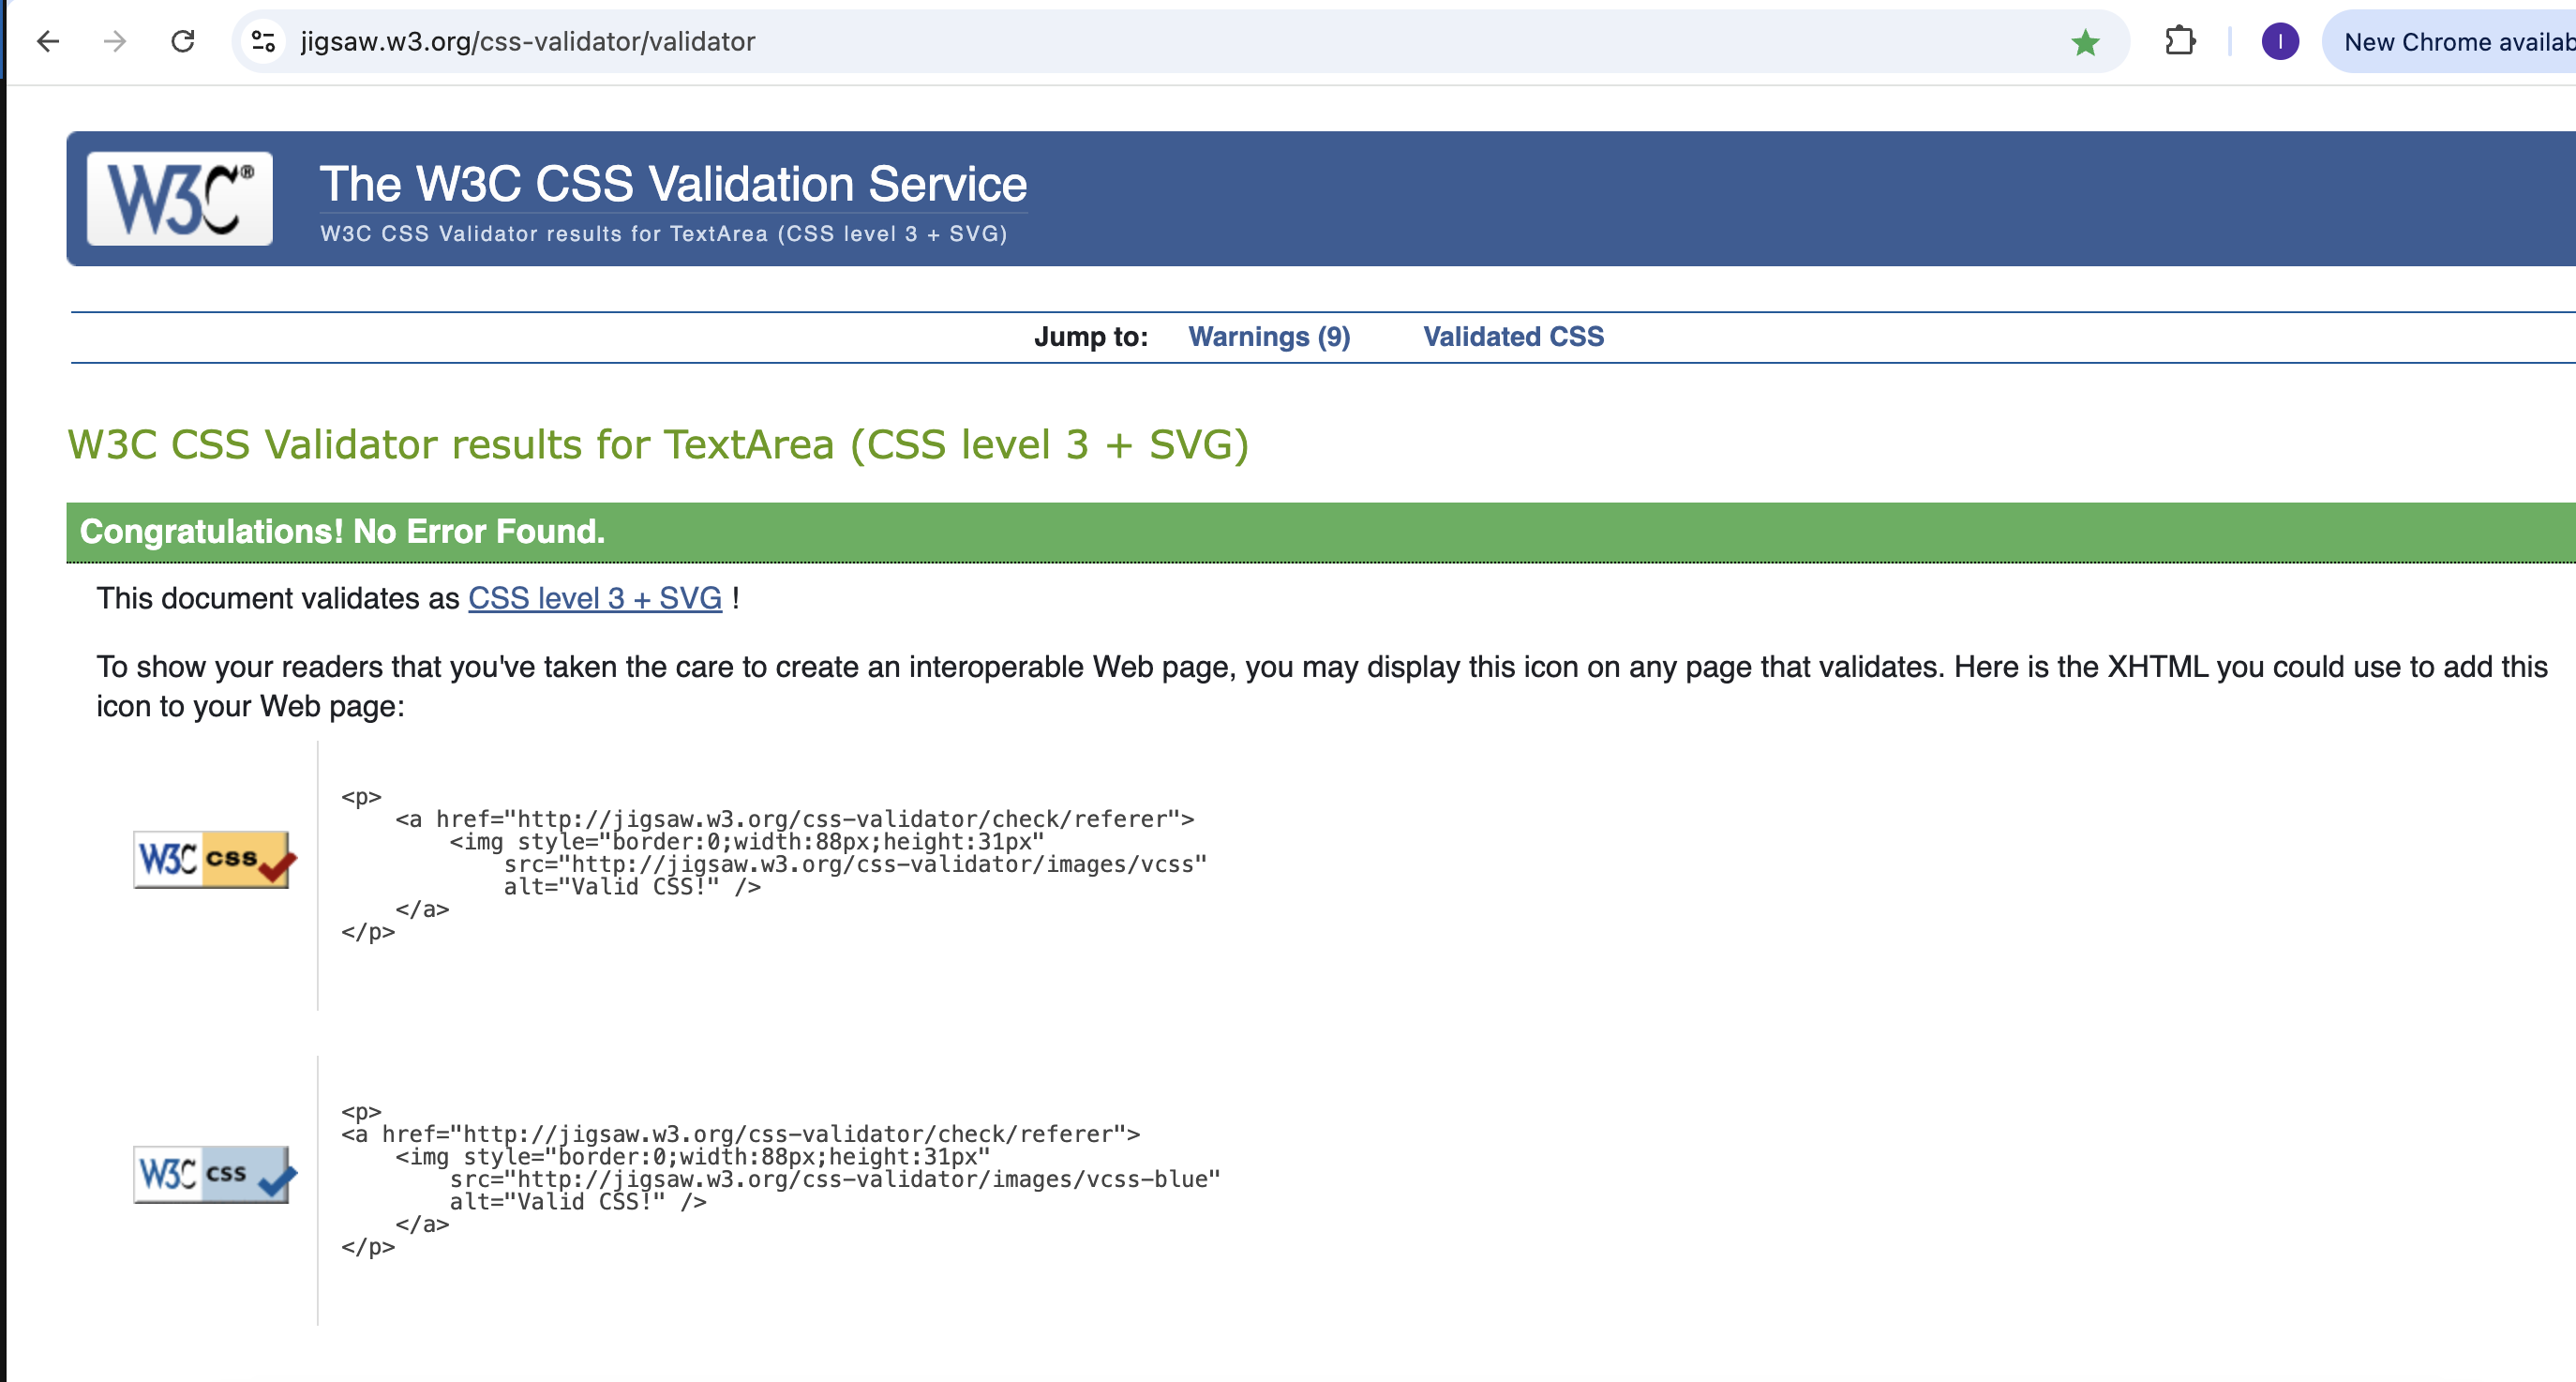 jigsaw.w3.org/css-validator/validator
I
New Chrome availab
W3C®
The W3C CSS Validation Service
W3C CSS Validator results for TextArea (CSS level 3 + SVG)
Jump to: Warnings (9) Validated CSS
W3C CSS Validator results for TextArea (CSS level 3 + SVG)
Congratulations! No Error Found.
This document validates as CSS level 3 + SVG !
To show your readers that you've taken the care to create an interoperable Web page, you may display this icon on any page that validates. Here is the XHTML you could use to add this
icon to your Web page:
W3C css
<p>
    <a href="http://jigsaw.w3.org/css-validator/check/referer">
        <img style="border:0;width:88px;height:31px"
            src="http://jigsaw.w3.org/css-validator/images/vcss"
            alt="Valid CSS!" />
    </a>
</p>
W3C css
<p>
<a href="http://jigsaw.w3.org/css-validator/check/referer">
    <img style="border:0;width:88px;height:31px"
        src="http://jigsaw.w3.org/css-validator/images/vcss-blue"
        alt="Valid CSS!" />
    </a>
</p>